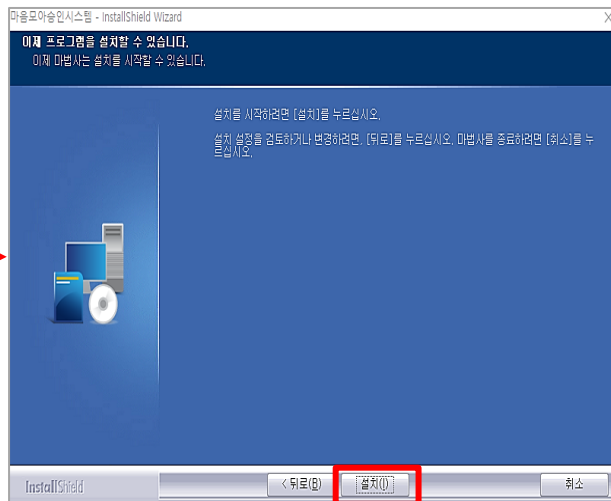 마음모아승인시스템 - InstallShield Wizard
이제 프로그램을 설치할 수 있습니다.
이제 마법사는 설치를 시작할 수 있습니다.
설치를 시작하려면 [설치]를 누르십시오.
설치 설정을 검토하거나 변경하려면, [뒤로]를 누르십시오. 마법사를 종료하려면 [취소]를 누
르십시오.
InstallShield
< 뒤로(B)
설치(I)
취소